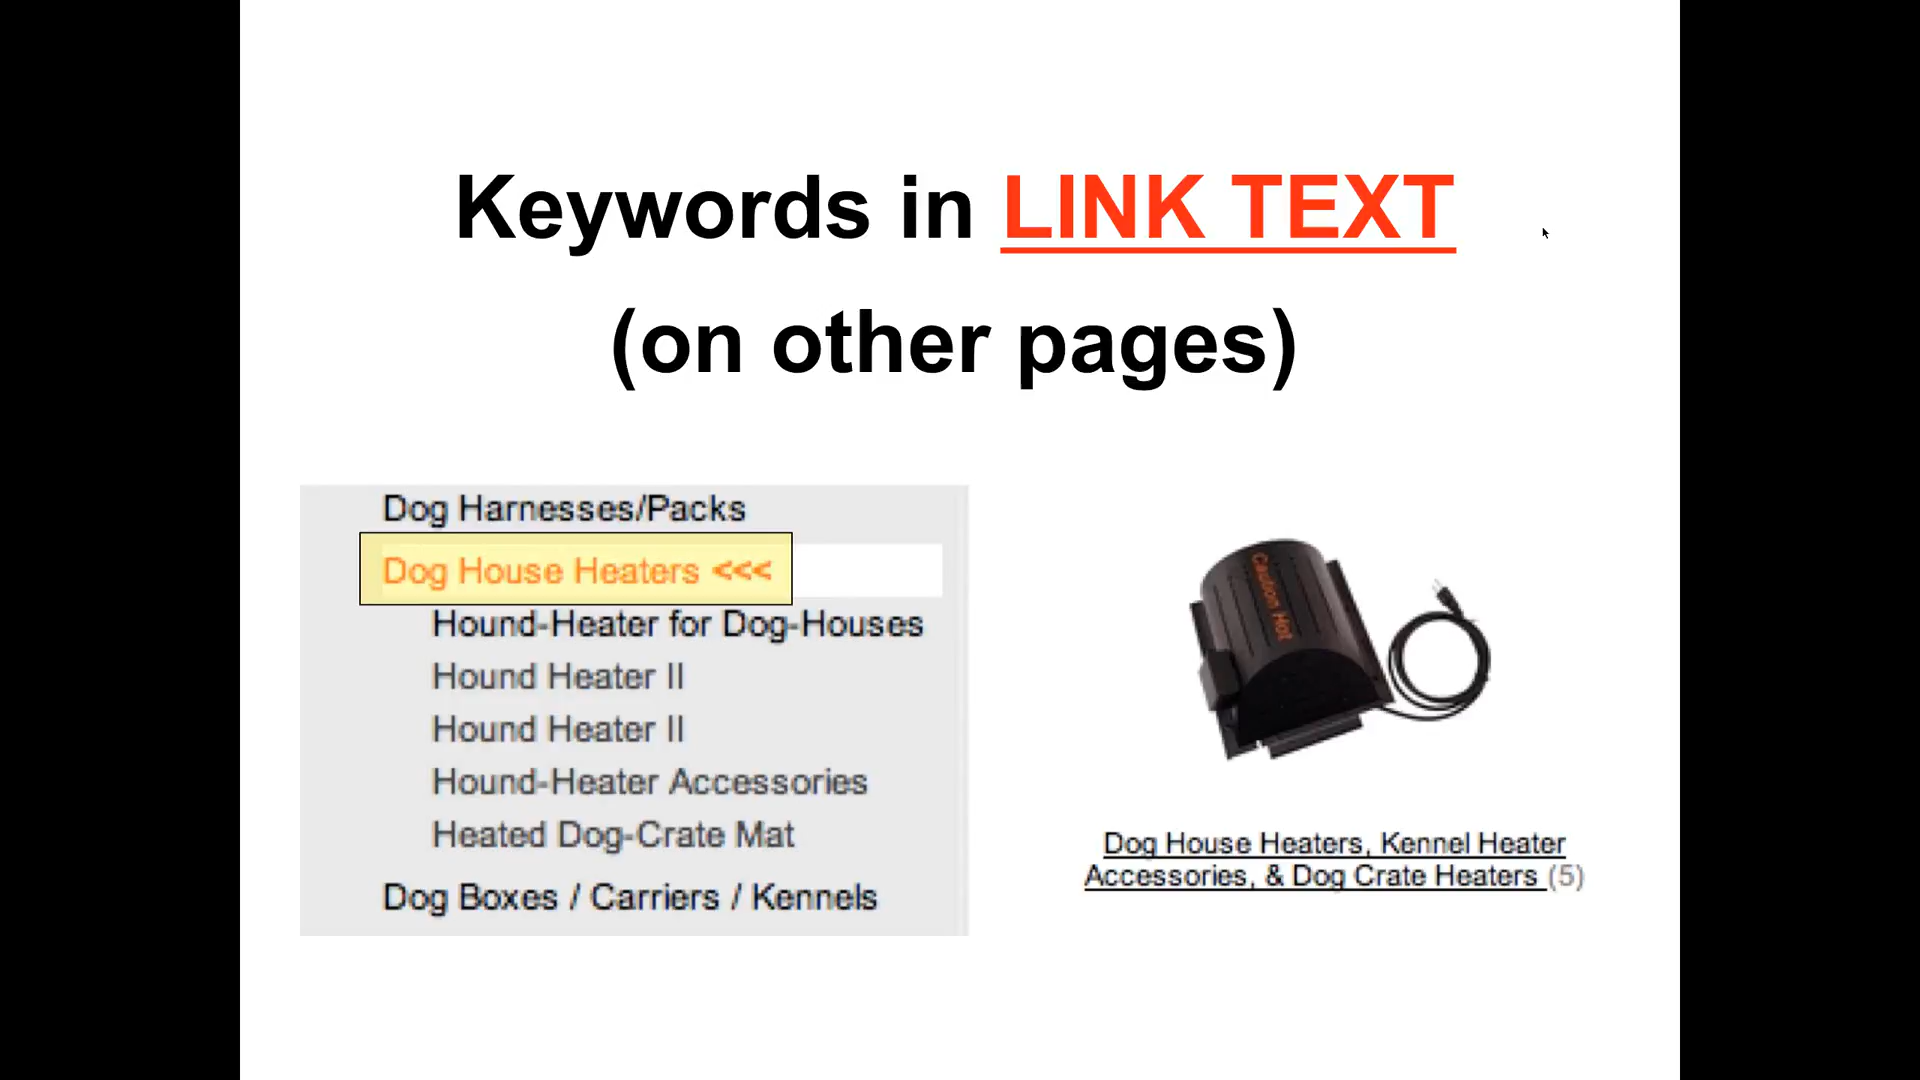 Keywords in LINK TEXT
(on other pages)
Dog Harnesses/Packs
Dog House Heaters <<<
Hound-Heater for Dog-Houses
Hound Heater II
Hound Heater II
Hound-Heater Accessories
Heated Dog-Crate Mat
Dog Boxes / Carriers / Kennels
Caution Hot
Dog House Heaters, Kennel Heater
Accessories, & Dog Crate Heaters (5)